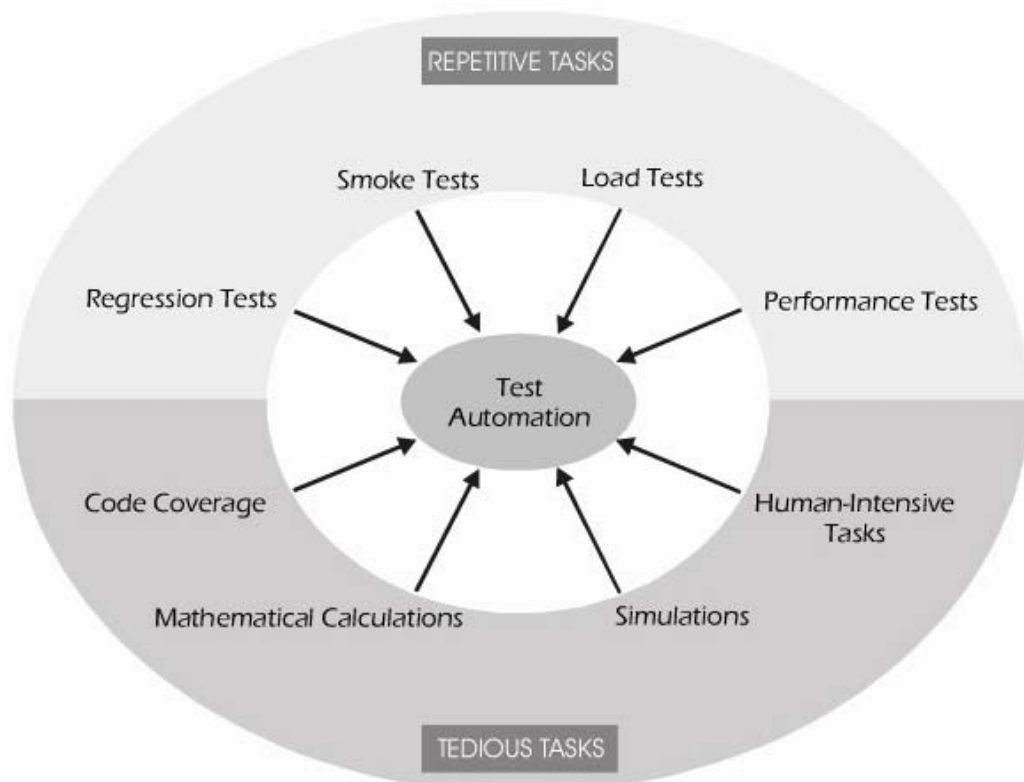 REPETITIVE TASKS
Smoke Tests
Load Tests
Regression Tests
Performance Tests
Test
Automation
Code Coverage
Human-Intensive
Tasks
Mathematical Calculations
Simulations
TEDIOUS TASKS